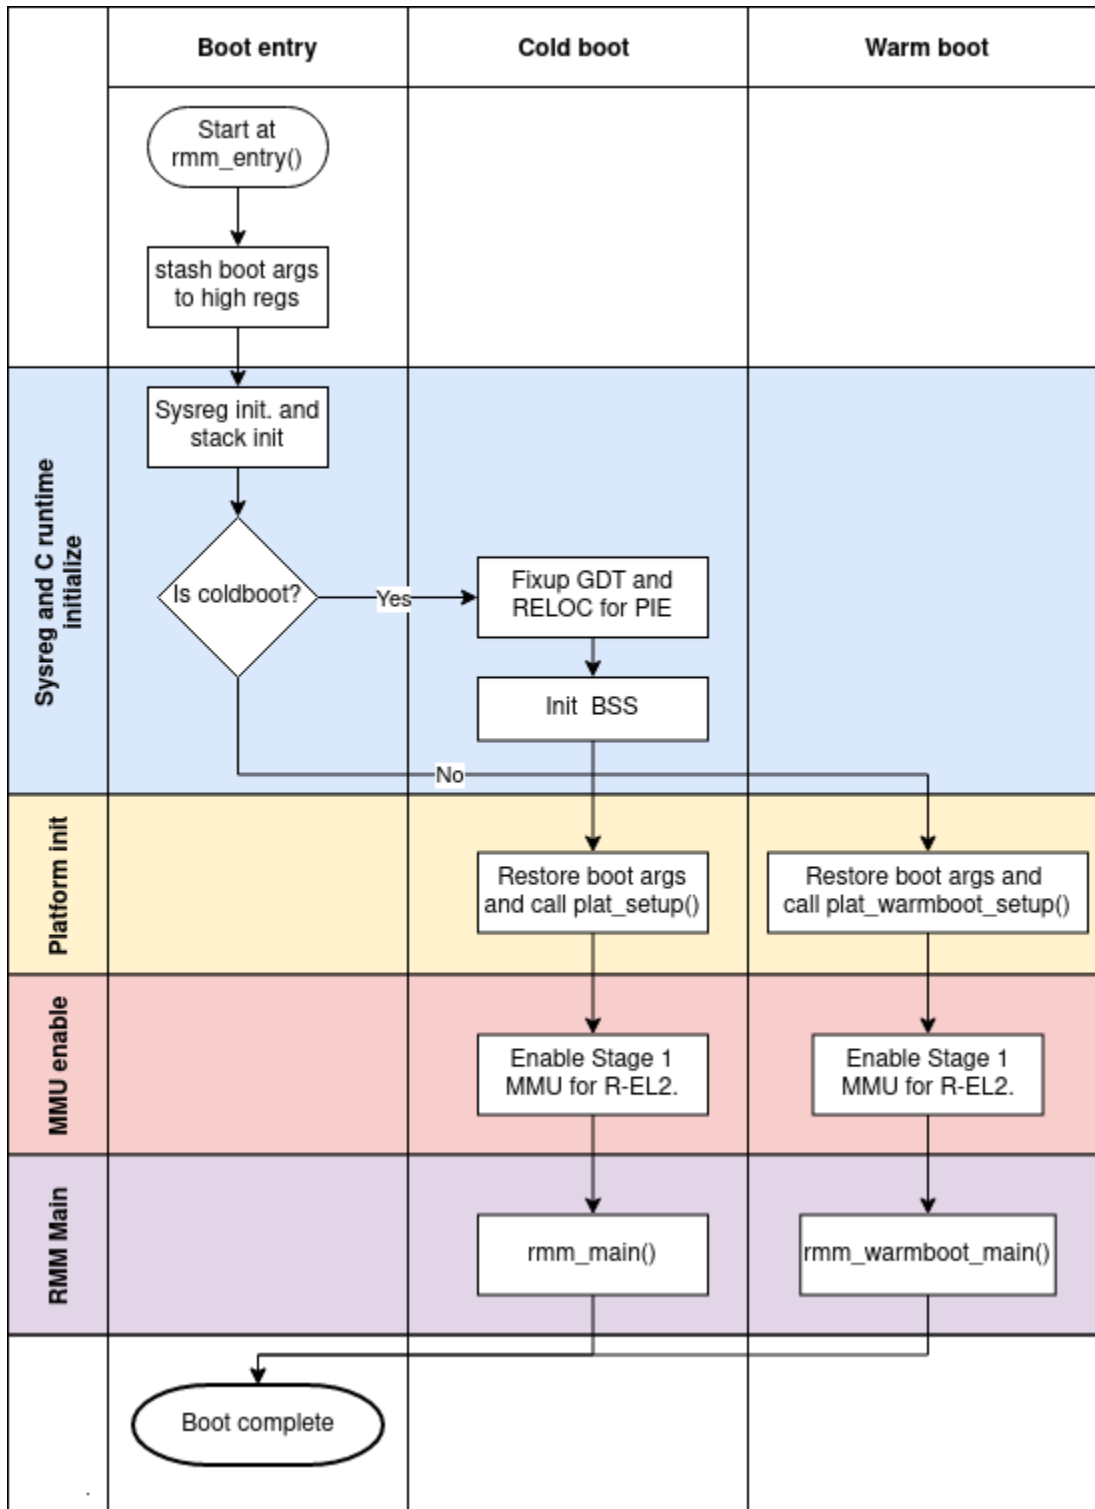 Boot entry
Cold boot
Warm boot
Start at
rmm_entry()
stash boot args
to high regs
Sysreg and C runtime
initialize
Sysreg init. and
stack init
Is coldboot?
Yes
Fixup GDT and
RELOC for PIE
Init BSS
No
Platform init
Restore boot args
and call plat_setup()
Restore boot args and
call plat_warmboot_setup()
MMU enable
Enable Stage 1
MMU for R-EL2.
Enable Stage 1
MMU for R-EL2.
RMM Main
rmm_main()
rmm_warmboot_main()
Boot complete
.